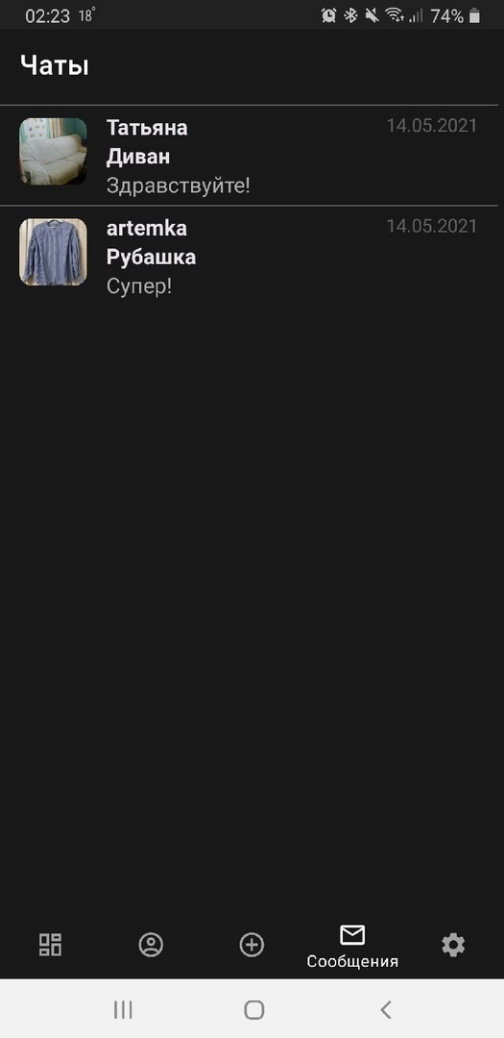 02:23 18° 74%
Чаты
Татьяна 14.05.2021
Диван
Здравствуйте!
artemka 14.05.2021
Рубашка
Супер!
Сообщения